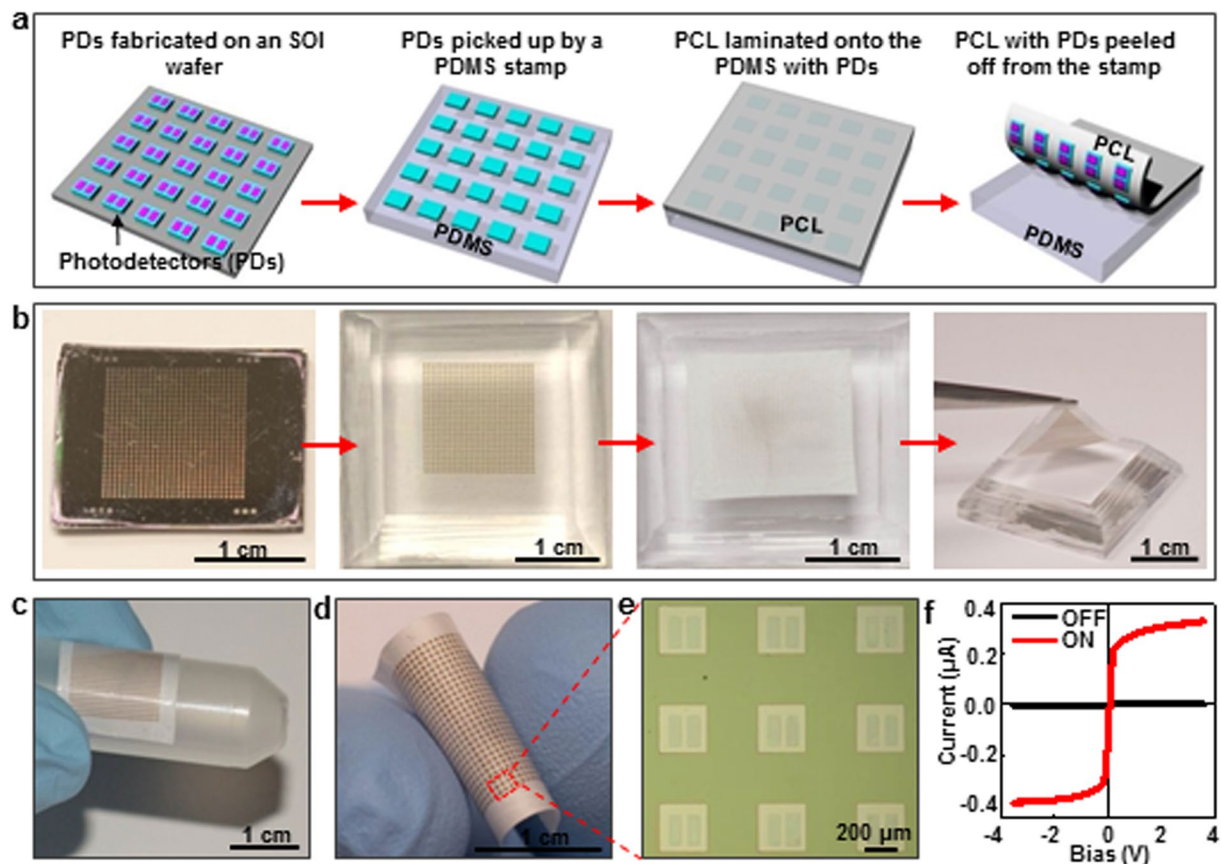 a
PDs fabricated on an SOI
wafer
PDs picked up by a
PDMS stamp
PCL laminated onto the
PDMS with PDs
PCL with PDs peeled
off from the stamp
Photodetectors (PDs)
PDMS
PCL
PCL
PDMS
b
1 cm
1 cm
1 cm
1 cm
c
1 cm
d
1 cm
e
200 µm
f
OFF
ON
Current (µA)
0.4
0.2
0.0
-0.2
-0.4
-4
-2
0
2
4
Bias (V)